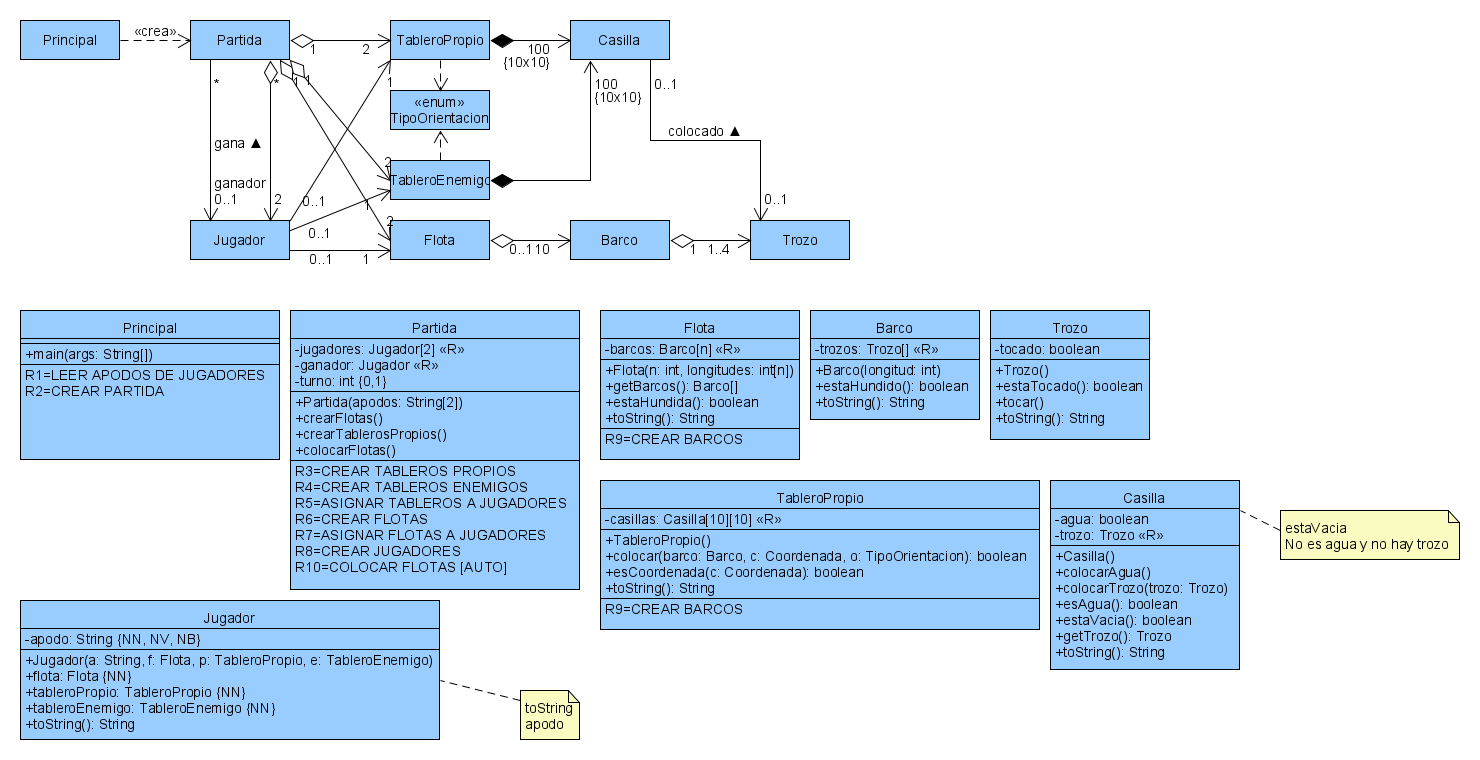 Principal
«crea»
Partida
1
2
TableroPropio
100
{10x10}
Casilla
*
*
1
1
1
«enum»
TipoOrientacion
100
{10x10}
0..1
colocado ▲
gana ▲
ganador
0..1
2
0..1
2
TableroEnemigo
1
0..1
2
1
0..1
Jugador
0..1
1
Flota
0..1
10
Barco
1
1..4
Trozo
Principal
+main(args: String[])
R1=LEER APODOS DE JUGADORES
R2=CREAR PARTIDA
Partida
-jugadores: Jugador[2] «R»
-ganador: Jugador «R»
-turno: int {0,1}
+Partida(apodos: String[2])
+crearFlotas()
+crearTablerosPropios()
+colocarFlotas()
R3=CREAR TABLEROS PROPIOS
R4=CREAR TABLEROS ENEMIGOS
R5=ASIGNAR TABLEROS A JUGADORES
R6=CREAR FLOTAS
R7=ASIGNAR FLOTAS A JUGADORES
R8=CREAR JUGADORES
R10=COLOCAR FLOTAS [AUTO]
Flota
-barcos: Barco[n] «R»
+Flota(n: int, longitudes: int[n])
+getBarcos(): Barco[]
+estaHundida(): boolean
+toString(): String
R9=CREAR BARCOS
Barco
-trozos: Trozo[] «R»
+Barco(longitud: int)
+estaHundido(): boolean
+toString(): String
Trozo
-tocado: boolean
+Trozo()
+estaTocado(): boolean
+tocar()
+toString(): String
TableroPropio
-casillas: Casilla[10][10] «R»
+TableroPropio()
+colocar(barco: Barco, c: Coordenada, o: TipoOrientacion): boolean
+esCoordenada(c: Coordenada): boolean
+toString(): String
R9=CREAR BARCOS
Casilla
-agua: boolean
-trozo: Trozo «R»
+Casilla()
+colocarAgua()
+colocarTrozo(trozo: Trozo)
+esAgua(): boolean
+estaVacia(): boolean
+getTrozo(): Trozo
+toString(): String
estaVacia
No es agua y no hay trozo
Jugador
-apodo: String {NN, NV, NB}
+Jugador(a: String, f: Flota, p: TableroPropio, e: TableroEnemigo)
+flota: Flota {NN}
+tableroPropio: TableroPropio {NN}
+tableroEnemigo: TableroEnemigo {NN}
+toString(): String
toString
apodo